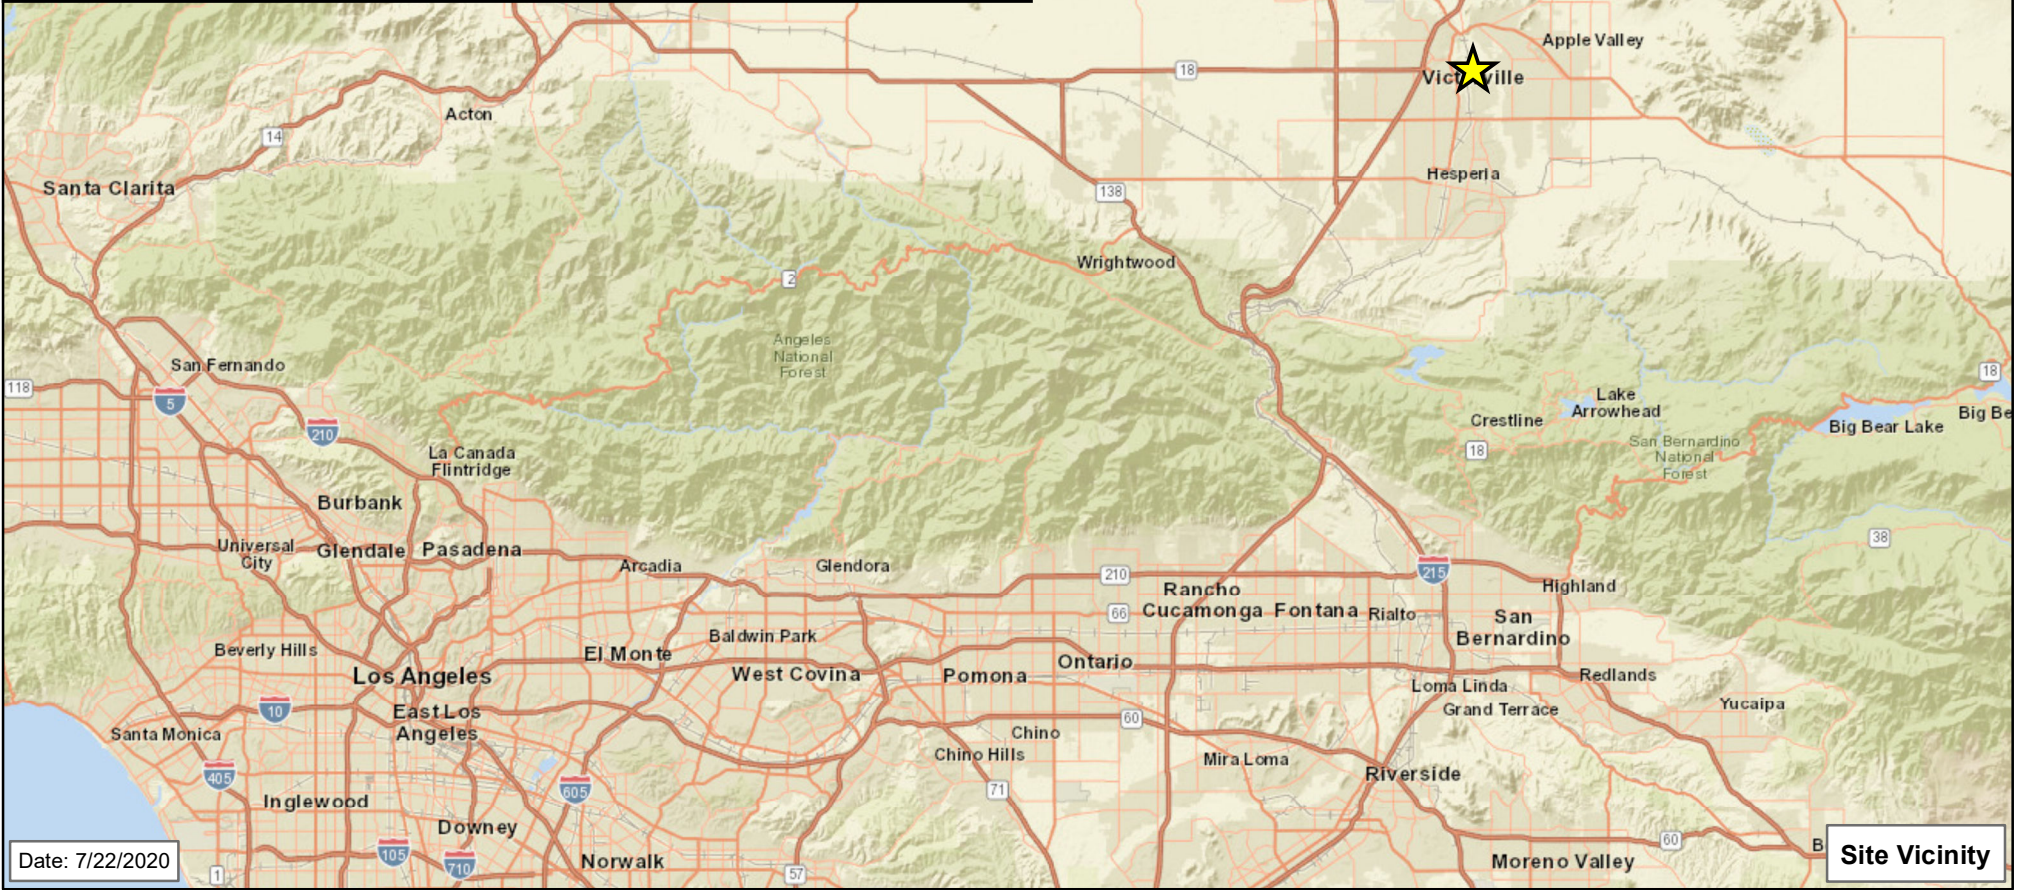 Apple Valley
18
Victorville
Acton
14
Santa Clarita
138
Hesperia
Wrightwood
2
Angeles
National
Forest
San Fernando
118
5
210
18
Lake
Arrowhead
Crestline
Big Be
Big Bear Lake
18
San Bernardino
National
Forest
La Canada
Flintridge
Burbank
38
Universal
City
Glendale
Pasadena
Arcadia
Glendora
210
215
Highland
Rancho
Cucamonga
66
Fontana
Rialto
San
Bernardino
Baldwin Park
Beverly Hills
El Monte
Los Angeles
West Covina
Pomona
Ontario
Redlands
Loma Linda
Grand Terrace
Yucaipa
10
East Los
Angeles
Santa Monica
60
Chino
Chino Hills
Mira Loma
Riverside
405
605
71
Inglewood
Downey
105
710
Norwalk
57
1
60
Moreno Valley
B
Date: 7/22/2020
Site Vicinity